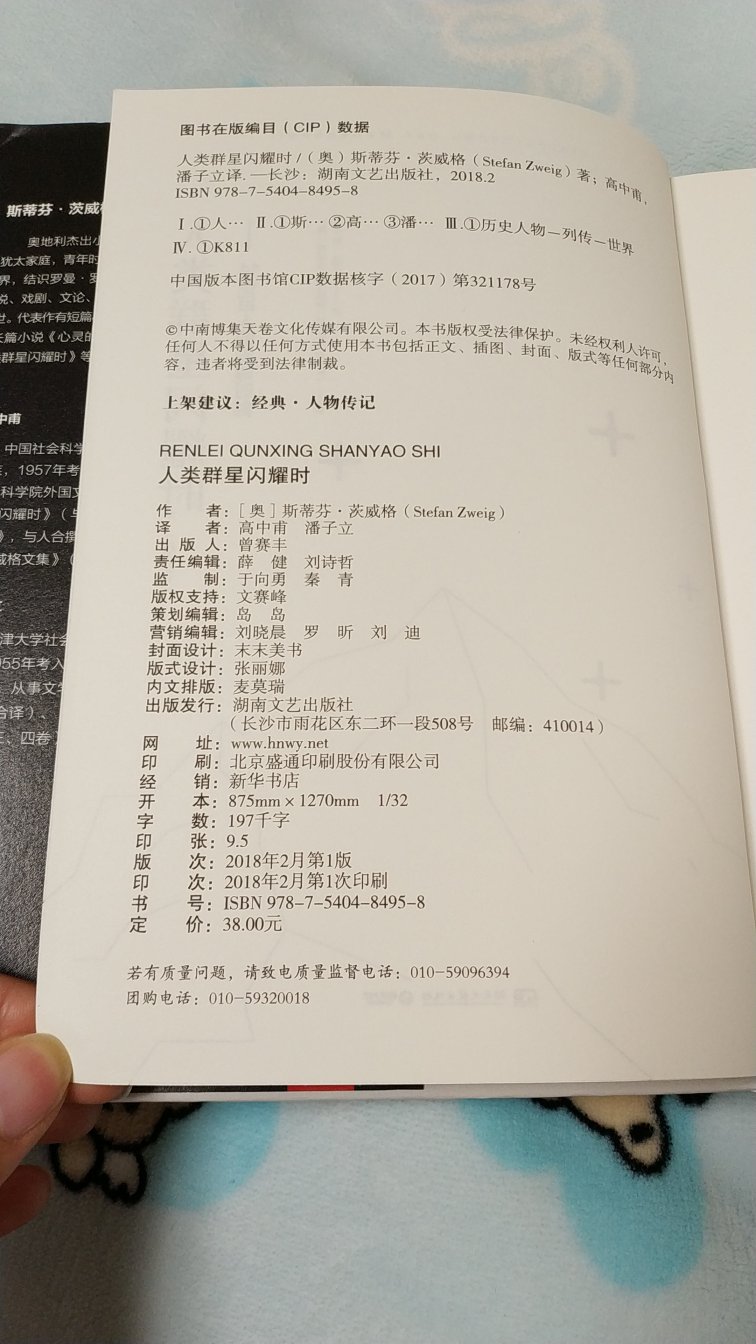 斯蒂芬·茨威
奥地利杰出小
犹太家庭，青年时
界，结识罗曼·罗
说、戏剧、文论、
世。代表作有短篇
长篇小说《心灵的
群星闪耀时》等
中甫
中国社会科学
，1957年考
科学院外国文
闪耀时》（与
》，与人合撰
威格文集》（
津大学社会
955年考入
从事文学
合译）、
三、四卷
图书在版编目（CIP）数据
人类群星闪耀时/（奥）斯蒂芬·茨威格（Stefan Zweig）著；高中甫，
潘子立译.—长沙：湖南文艺出版社，2018.2
ISBN 978-7-5404-8495-8
Ⅰ.①人… Ⅱ.①斯… ②高… ③潘… Ⅲ.①历史人物—列传—世界
Ⅳ.①K811
中国版本图书馆CIP数据核字（2017）第321178号
©中南博集天卷文化传媒有限公司。本书版权受法律保护。未经权利人许可，
任何人不得以任何方式使用本书包括正文、插图、封面、版式等任何部分内
容，违者将受到法律制裁。
上架建议：经典·人物传记
RENLEI QUNXING SHANYAO SHI
人类群星闪耀时
作 者：［奥］斯蒂芬·茨威格（Stefan Zweig）
译 者：高中甫 潘子立
出 版 人：曾赛丰
责任编辑：薛 健 刘诗哲
监 制：于向勇 秦 青
版权支持：文赛峰
策划编辑：岛 岛
营销编辑：刘晓晨 罗 昕 刘 迪
封面设计：末末美书
版式设计：张丽娜
内文排版：麦莫瑞
出版发行：湖南文艺出版社
（长沙市雨花区东二环一段508号 邮编：410014）
网 址：www.hnwy.net
印 刷：北京盛通印刷股份有限公司
经 销：新华书店
开 本：875mm×1270mm 1/32
字 数：197千字
印 张：9.5
版 次：2018年2月第1版
印 次：2018年2月第1次印刷
书 号：ISBN 978-7-5404-8495-8
定 价：38.00元
若有质量问题，请致电质量监督电话：010-59096394
团购电话：010-59320018